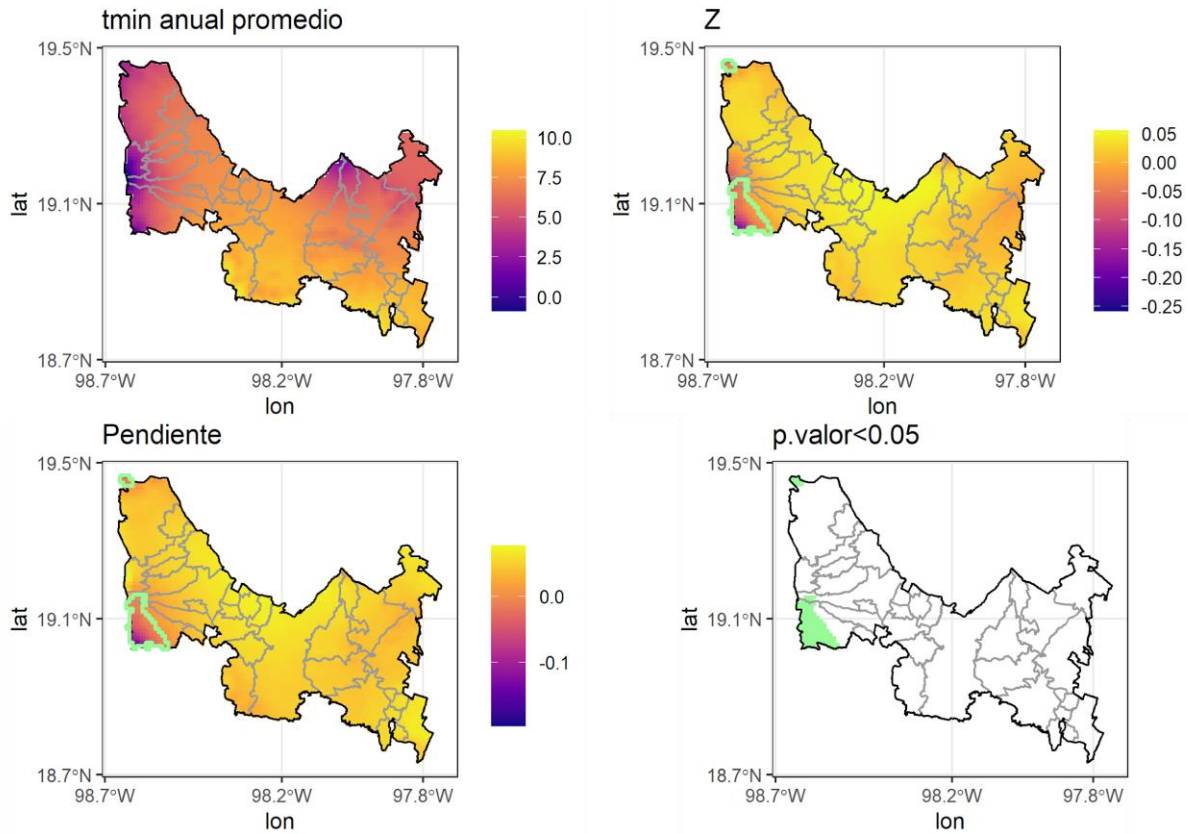 tmin anual promedio
19.5°N
19.1°N
18.7°N
lat
98.7°W
98.2°W
97.8°W
lon
10.0
7.5
5.0
2.5
0.0
Z
19.5°N
19.1°N
18.7°N
lat
98.7°W
98.2°W
97.8°W
lon
0.05
0.00
-0.05
-0.10
-0.15
-0.20
-0.25
Pendiente
19.5°N
19.1°N
18.7°N
lat
98.7°W
98.2°W
97.8°W
lon
0.0
-0.1
p.valor<0.05
19.5°N
19.1°N
18.7°N
lat
98.7°W
98.2°W
97.8°W
lon